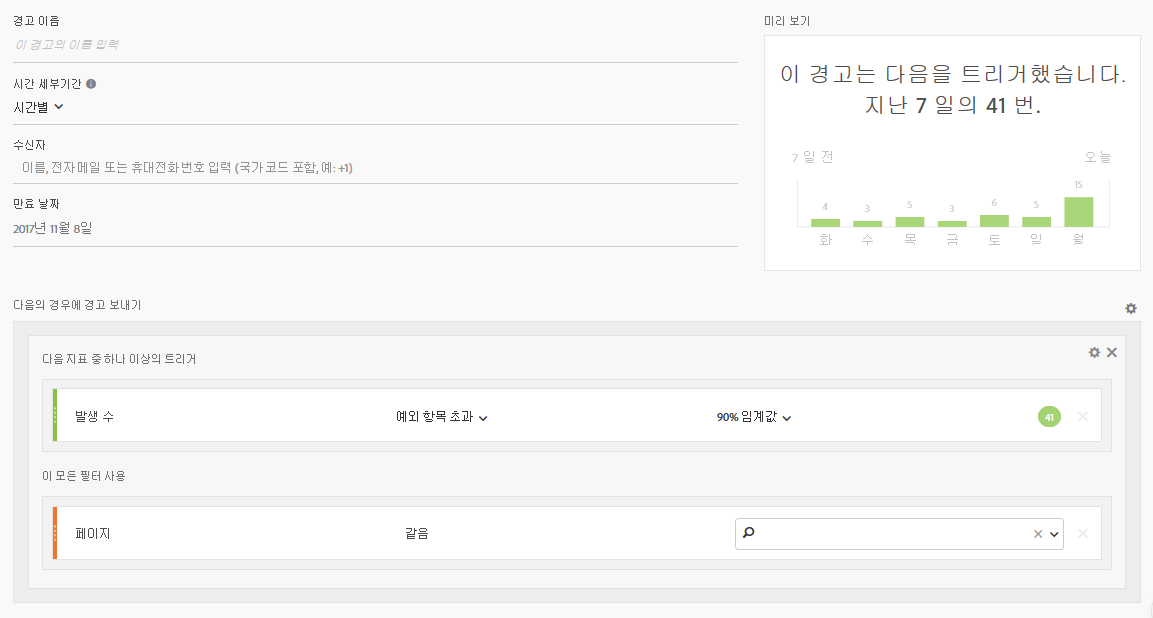 경고 이름
이 경고의 이름 입력
시간 세부기간
시간별
수신자
이름, 전자메일 또는 휴대전화번호 입력 (국가 코드 포함, 예: +1)
만료 날짜
2017년 11월 8일
미리 보기
이 경고는 다음을 트리거했습니다.
지난 7 일의 41 번.
7 일 전 오늘
4 3 5 3 6 5 15
화 수 목 금 토 일 월
다음의 경우에 경고 보내기
다음 지표 중 하나 이상의 트리거
발생 수 예외 항목 초과 90% 임계값 41
이 모든 필터 사용
페이지 같음